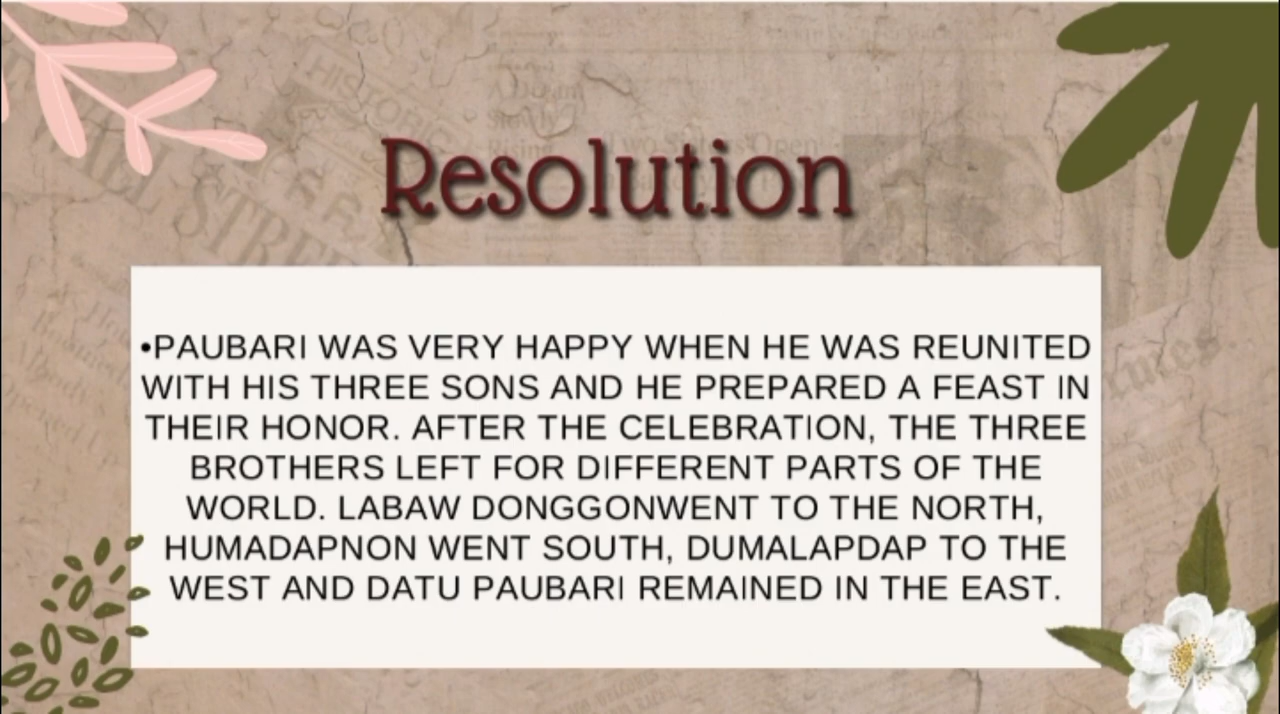 Resolution
•PAUBARI WAS VERY HAPPY WHEN HE WAS REUNITED
WITH HIS THREE SONS AND HE PREPARED A FEAST IN
THEIR HONOR. AFTER THE CELEBRATION, THE THREE
BROTHERS LEFT FOR DIFFERENT PARTS OF THE
WORLD. LABAW DONGGONWENT TO THE NORTH,
HUMADAPNON WENT SOUTH, DUMALAPDAP TO THE
WEST AND DATU PAUBARI REMAINED IN THE EAST.